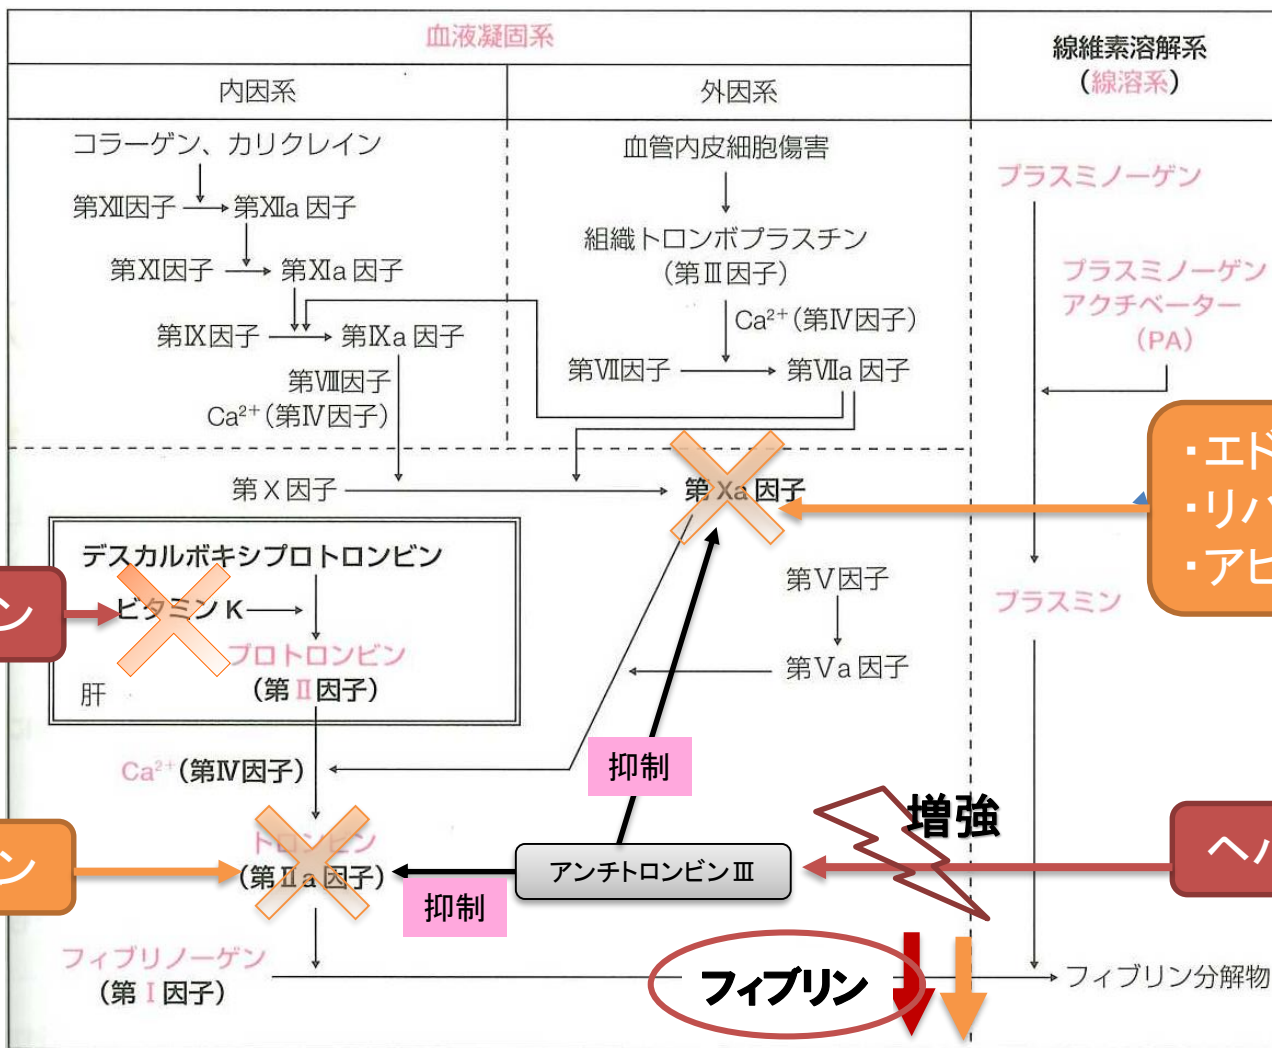 血液凝固系
線維素溶解系
(線溶系)
内因系
外因系
コラーゲン、カリクレイン
第XII因子
第XIIa因子
第XI因子
第XIa因子
第IX因子
第IXa因子
第VIII因子
Ca²⁺(第IV因子)
血管内皮細胞傷害
組織トロンボプラスチン
(第III因子)
Ca²⁺(第IV因子)
第VII因子
第VIIa因子
プラスミノーゲン
プラスミノーゲン
アクチベーター
(PA)
第X因子
第Xa因子
・エド
・リバ
・アピ
デスカルボキシプロトロンビン
ン
ビタミンK
プロトロンビン
(第II因子)
肝
第V因子
第Va因子
プラスミン
Ca²⁺(第IV因子)
抑制
増強
トロンビン
(第IIa因子)
ン
アンチトロンビンIII
ヘパ
抑制
フィブリノーゲン
(第I因子)
フィブリン
フィブリン分解物